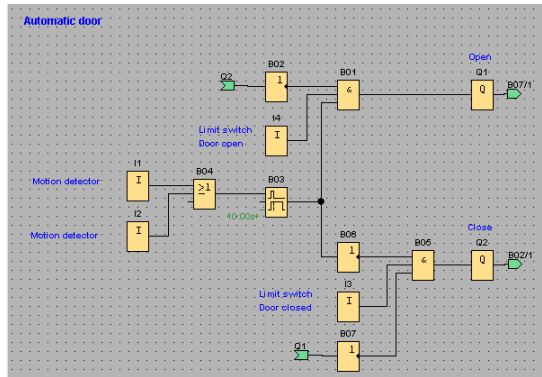 Automatic door
Open
B02
B01
Q1
Q2
1
&
Q
B07/1
I4
Limit switch
I
Door open
I1
B04
B03
Motion detector
I
>1
I2
Motion detector
I
B06
Close
1
B05
Q2
B02/1
&
Q
I3
Limit switch
I
Door closed
B07
Q1
1